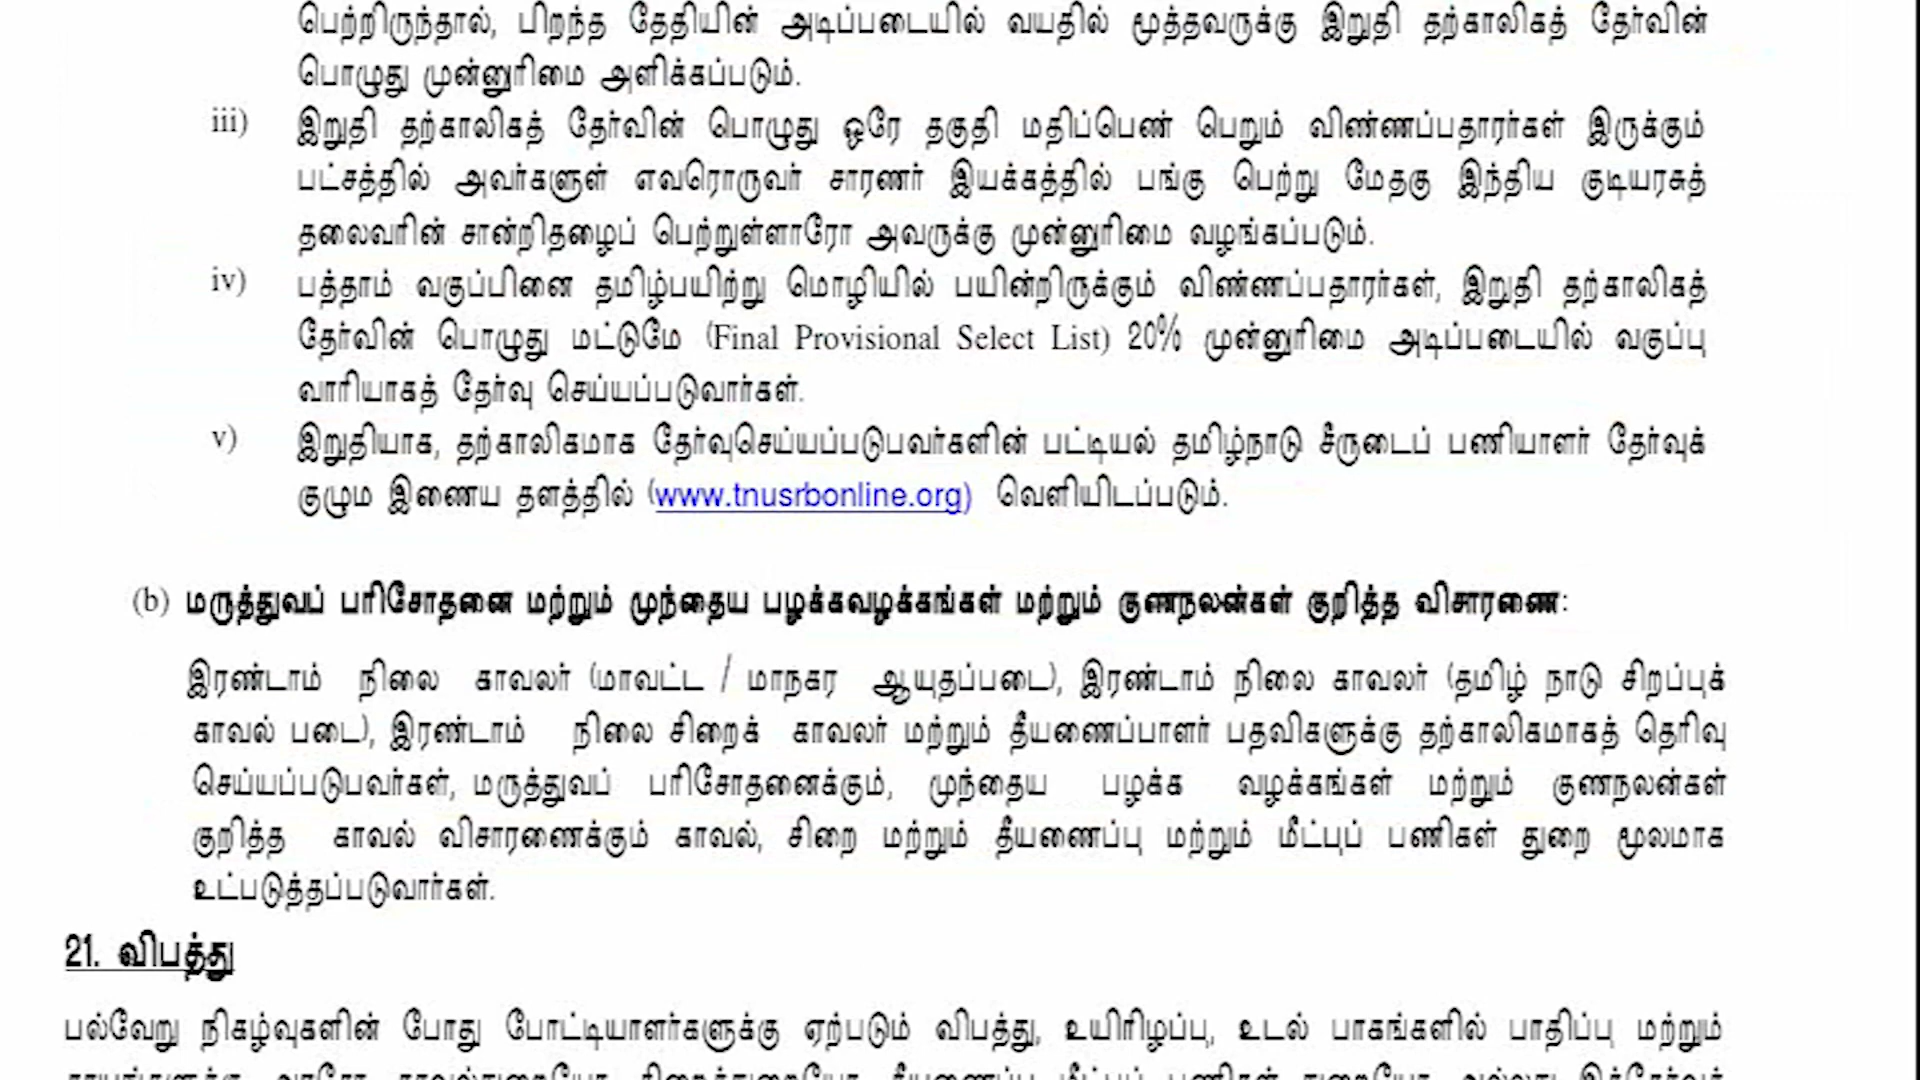 பெற்றிருந்தால், பிறந்த தேதியின் அடிப்படையில் வயதில் மூத்தவருக்கு இறுதி தற்காலிகத் தேர்வின்
பொழுது முன்னுரிமை அளிக்கப்படும்.
iii) இறுதி தற்காலிகத் தேர்வின் பொழுது ஒரே தகுதி மதிப்பெண் பெறும் விண்ணப்பதாரர்கள் இருக்கும்
பட்சத்தில் அவர்களுள் எவரொருவர் சாரணர் இயக்கத்தில் பங்கு பெற்று மேதகு இந்திய குடியரசுத்
தலைவரின் சான்றிதழைப் பெற்றுள்ளாரோ அவருக்கு முன்னுரிமை வழங்கப்படும்.
iv) பத்தாம் வகுப்பினை தமிழ்பயிற்று மொழியில் பயின்றிருக்கும் விண்ணப்பதாரர்கள், இறுதி தற்காலிகத்
தேர்வின் பொழுது மட்டுமே (Final Provisional Select List) 20% முன்னுரிமை அடிப்படையில் வகுப்பு
வாரியாகத் தேர்வு செய்யப்படுவார்கள்.
v) இறுதியாக, தற்காலிகமாக தேர்வுசெய்யப்படுபவர்களின் பட்டியல் தமிழ்நாடு சீருடைப் பணியாளர் தேர்வுக்
குழும இணைய தளத்தில் (www.tnusrbonline.org) வெளியிடப்படும்.
(b) மருத்துவப் பரிசோதனை மற்றும் முந்தைய பழக்கவழக்கங்கள் மற்றும் குணநலன்கள் குறித்த விசாரணை:
இரண்டாம் நிலை காவலர் (மாவட்ட / மாநகர ஆயுதப்படை), இரண்டாம் நிலை காவலர் (தமிழ் நாடு சிறப்புக்
காவல் படை), இரண்டாம் நிலை சிறைக் காவலர் மற்றும் தீயணைப்பாளர் பதவிகளுக்கு தற்காலிகமாகத் தெரிவு
செய்யப்படுபவர்கள், மருத்துவப் பரிசோதனைக்கும், முந்தைய பழக்க வழக்கங்கள் மற்றும் குணநலன்கள்
குறித்த காவல் விசாரணைக்கும் காவல், சிறை மற்றும் தீயணைப்பு மற்றும் மீட்புப் பணிகள் துறை மூலமாக
உட்படுத்தப்படுவார்கள்.
21. விபத்து
பல்வேறு நிகழ்வுகளின் போது போட்டியாளர்களுக்கு ஏற்படும் விபத்து, உயிரிழப்பு, உடல் பாகங்களில் பாதிப்பு மற்றும்